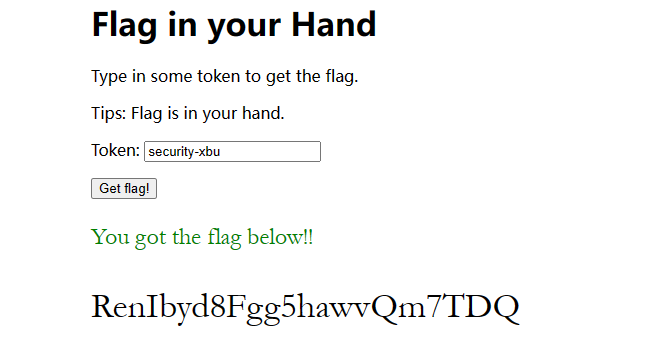 Flag in your Hand
Type in some token to get the flag.
Tips: Flag is in your hand.
Token: security-xbu
Get flag!
You got the flag below!!
RenIbyd8Fgg5hawvQm7TDQ